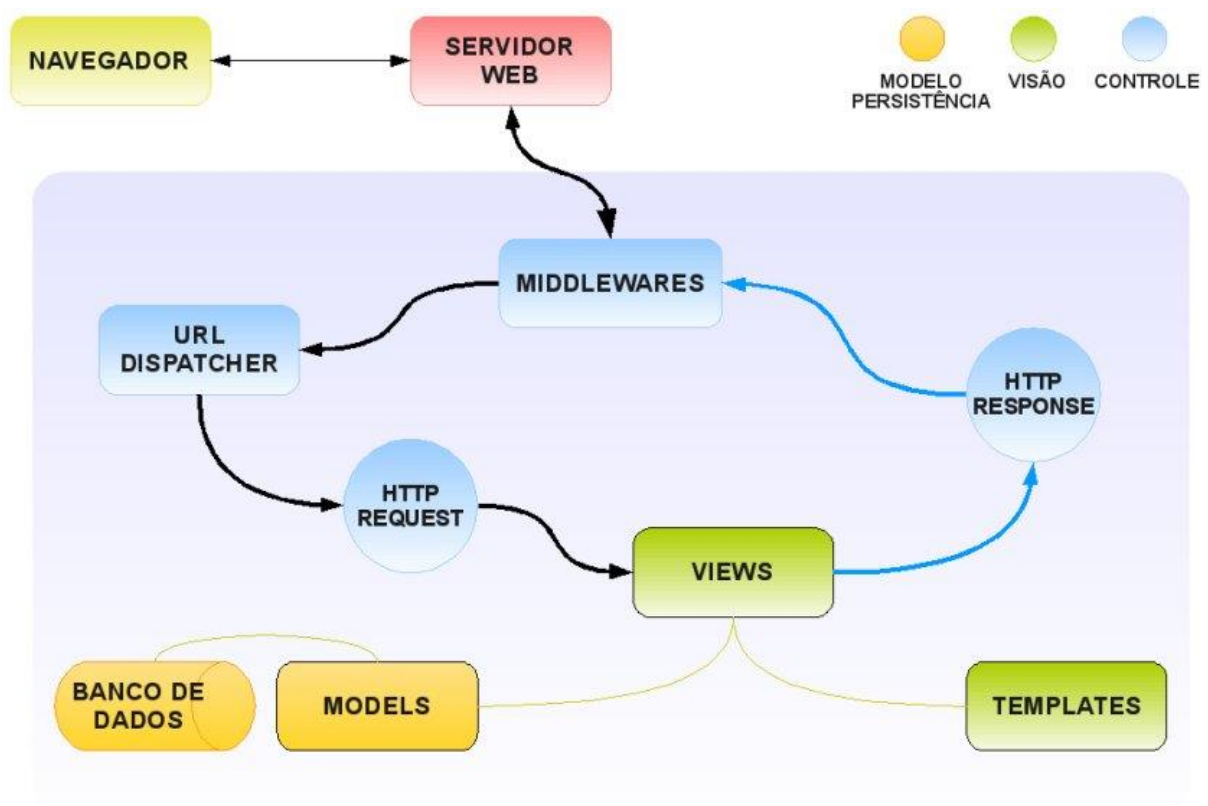 NAVEGADOR
SERVIDOR
WEB
MODELO
PERSISTÊNCIA
VISÃO
CONTROLE
MIDDLEWARES
URL
DISPATCHER
HTTP
RESPONSE
HTTP
REQUEST
VIEWS
BANCO DE
DADOS
MODELS
TEMPLATES